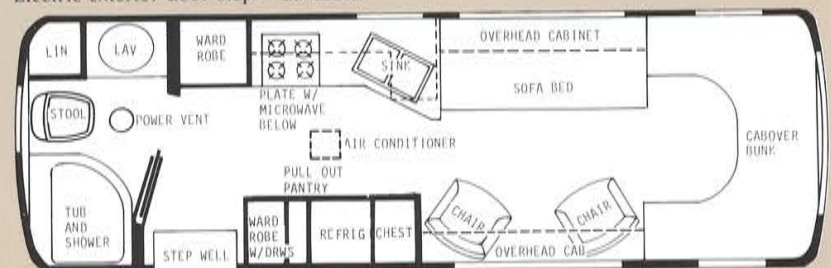 LIN
LAV
WARD
ROBE
SINK
OVERHEAD CABINET
SOFA BED
STOOL
POWER VENT
PLATE W/
MICROWAVE
BELOW
AIR CONDITIONER
CABOVER
BUNK
PULL OUT
PANTRY
TUB
AND
SHOWER
STEP WELL
WARD
ROBE
W/DRWS
REFRIG
CHEST
CHAIR
CHAIR
OVERHEAD CAB